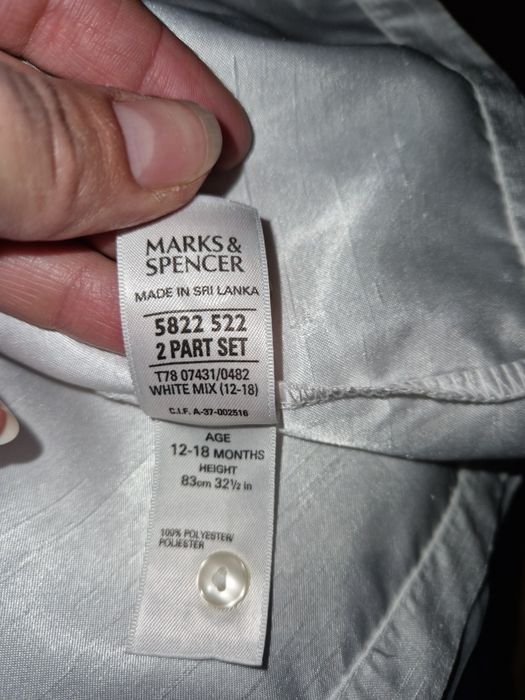 MARKS &
SPENCER
MADE IN SRI LANKA
5822 522
2 PART SET
T78 07431/0482
WHITE MIX (12-18)
C.I.F. A-37-002516
AGE
12-18 MONTHS
HEIGHT
83cm 32½ in
100% POLYESTER/
POLIESTER